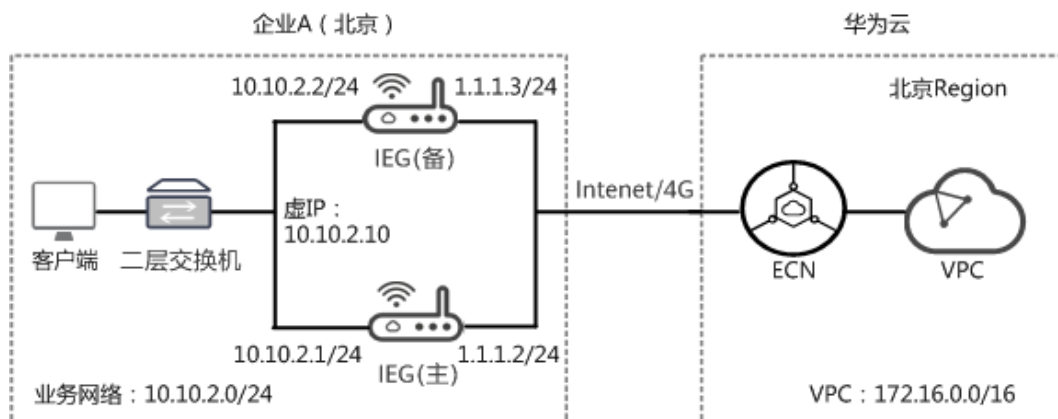 企业A（北京）
华为云
10.10.2.2/24
1.1.1.3/24
北京Region
IEG(备)
Intenet/4G
虚IP：
10.10.2.10
客户端
二层交换机
ECN
VPC
10.10.2.1/24
1.1.1.2/24
IEG(主)
业务网络：10.10.2.0/24
VPC：172.16.0.0/16